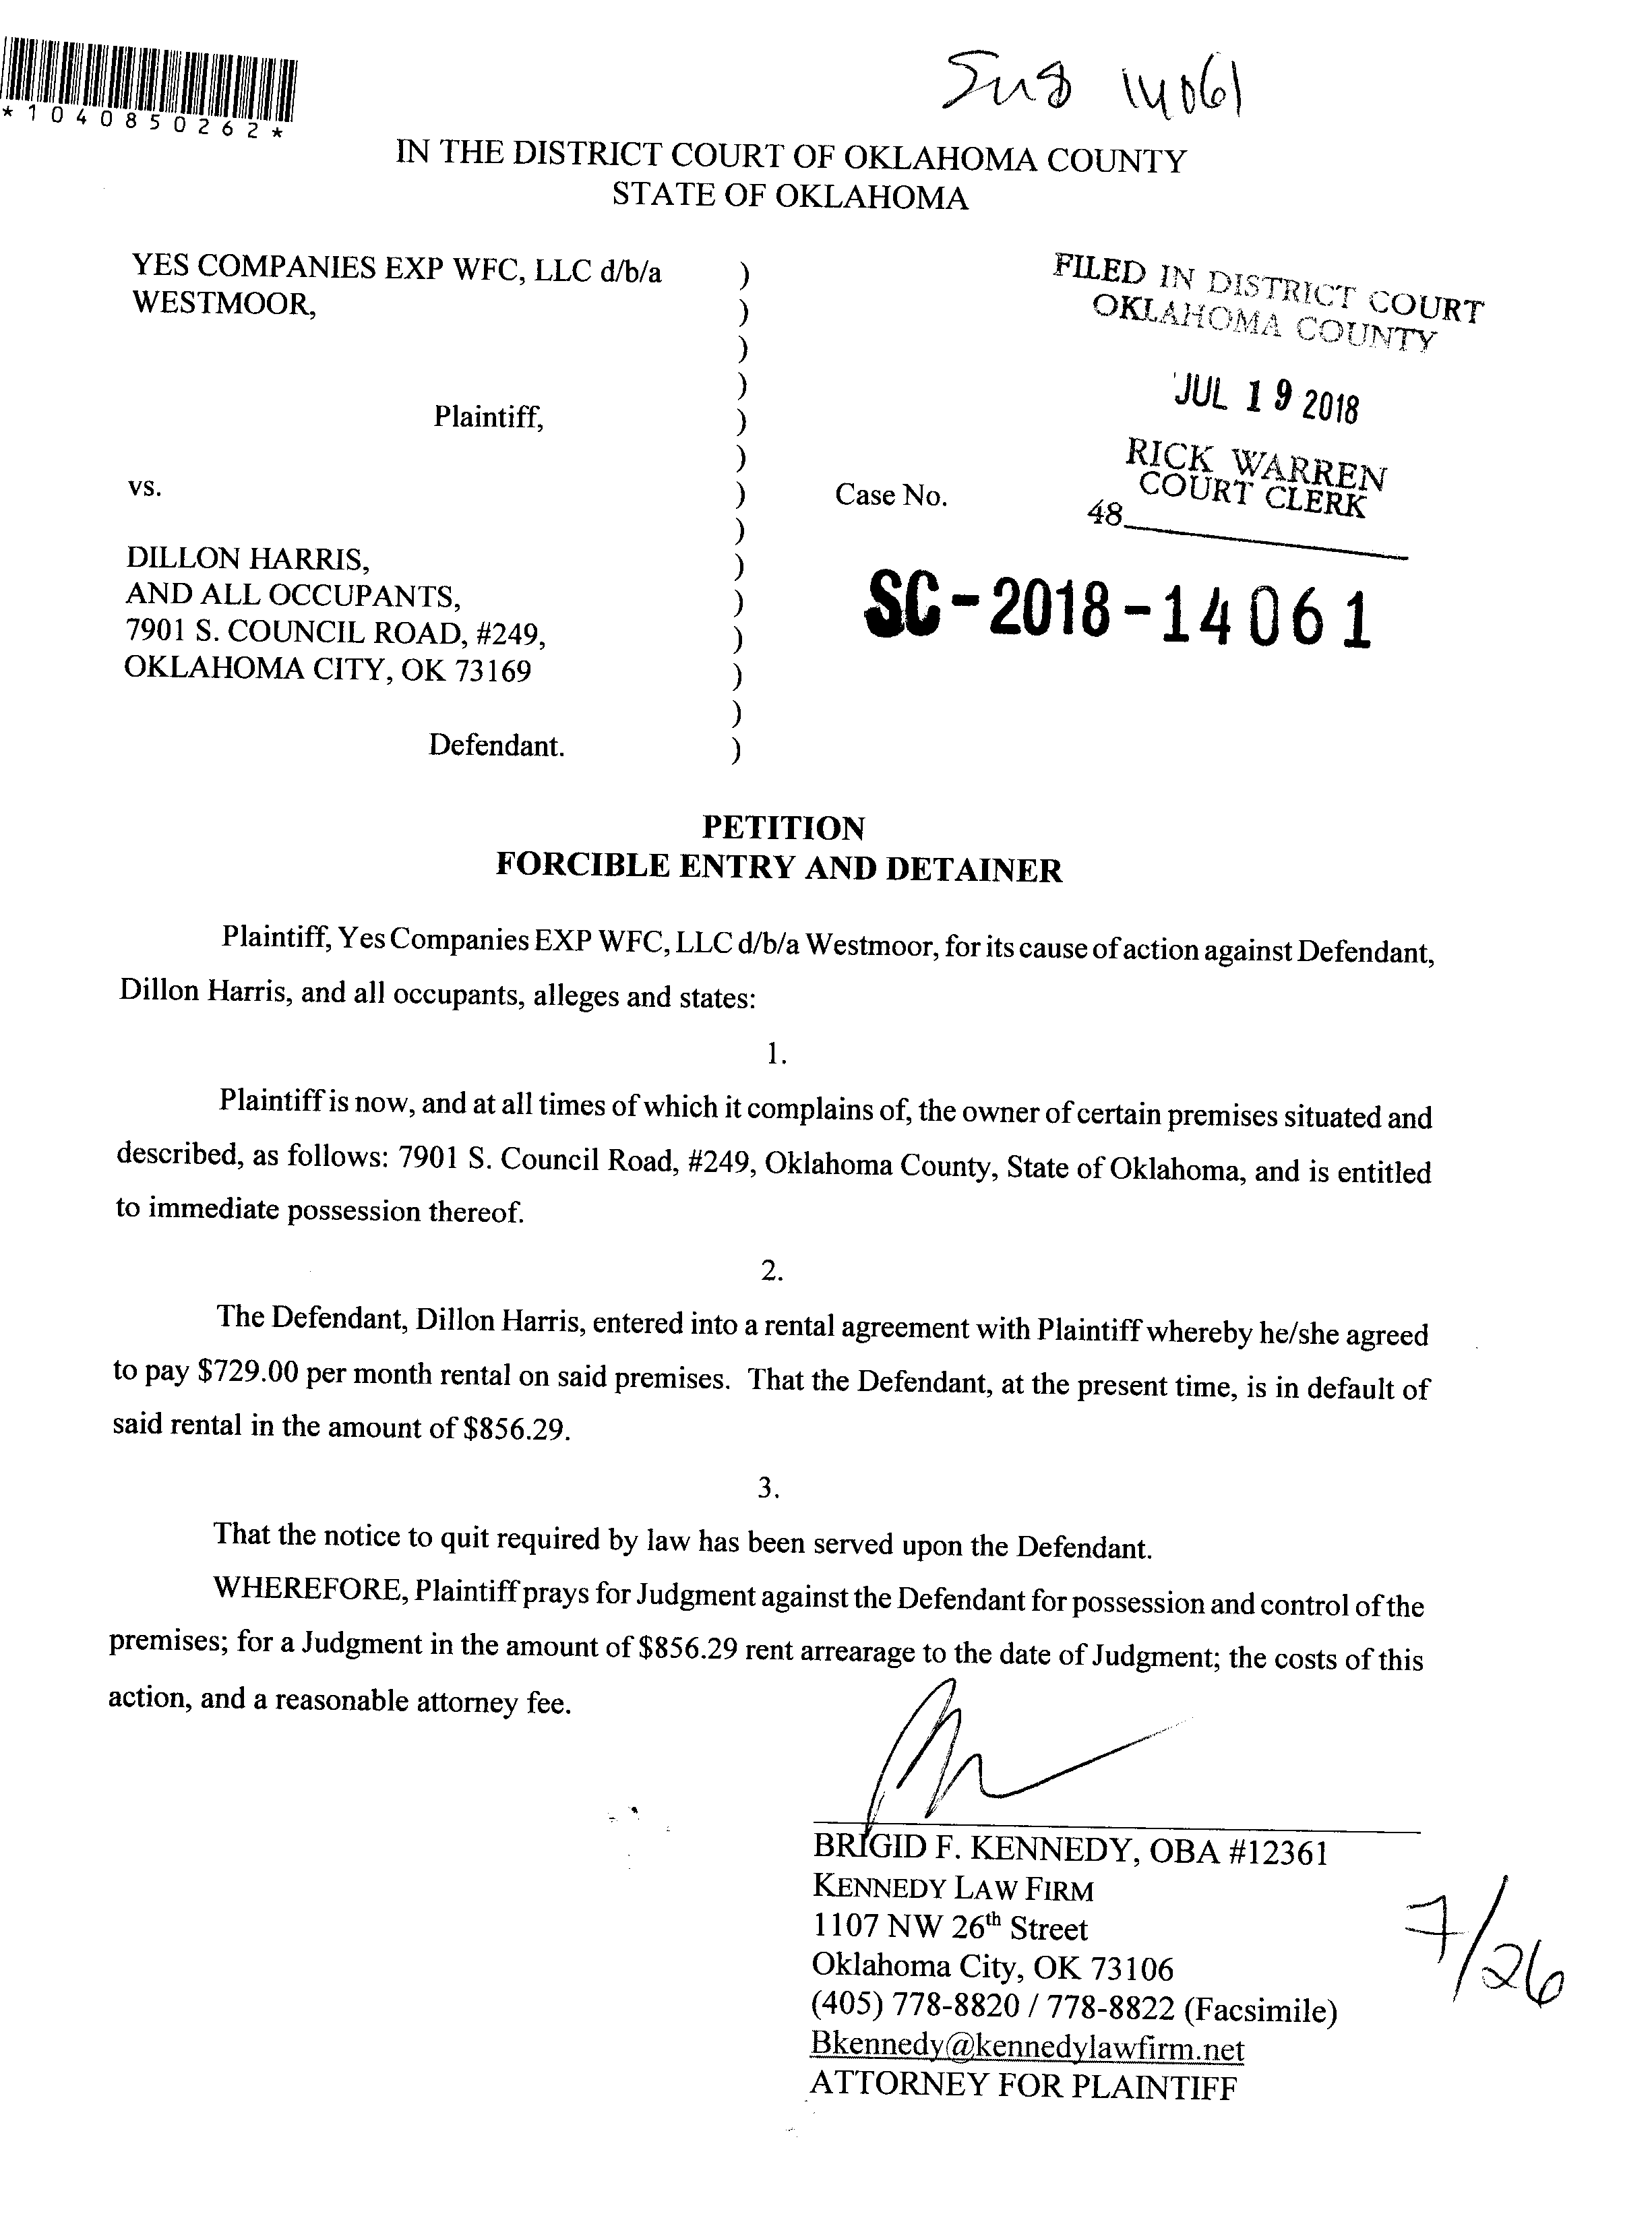 *1040850262*
14061
IN THE DISTRICT COURT OF OKLAHOMA COUNTY
STATE OF OKLAHOMA
YES COMPANIES EXP WFC, LLC d/b/a )
WESTMOOR, )
)
)
Plaintiff, )
)
vs. )
)
DILLON HARRIS, )
AND ALL OCCUPANTS, )
7901 S. COUNCIL ROAD, #249, )
OKLAHOMA CITY, OK 73169 )
)
Defendant. )
FILED IN DISTRICT COURT
OKLAHOMA COUNTY
JUL 19 2018
RICK WARREN
COURT CLERK
48
Case No.
SC-2018-14061
PETITION
FORCIBLE ENTRY AND DETAINER
Plaintiff, Yes Companies EXP WFC, LLC d/b/a Westmoor, for its cause of action against Defendant,
Dillon Harris, and all occupants, alleges and states:
1.
Plaintiff is now, and at all times of which it complains of, the owner of certain premises situated and
described, as follows: 7901 S. Council Road, #249, Oklahoma County, State of Oklahoma, and is entitled
to immediate possession thereof.
2.
The Defendant, Dillon Harris, entered into a rental agreement with Plaintiff whereby he/she agreed
to pay $729.00 per month rental on said premises. That the Defendant, at the present time, is in default of
said rental in the amount of $856.29.
3.
That the notice to quit required by law has been served upon the Defendant.
WHEREFORE, Plaintiff prays for Judgment against the Defendant for possession and control of the
premises; for a Judgment in the amount of $856.29 rent arrearage to the date of Judgment; the costs of this
action, and a reasonable attorney fee.
BRIGID F. KENNEDY, OBA #12361
KENNEDY LAW FIRM
1107 NW 26th Street
Oklahoma City, OK 73106
(405) 778-8820 / 778-8822 (Facsimile)
Bkennedy@kennedylawfirm.net
ATTORNEY FOR PLAINTIFF
7/26